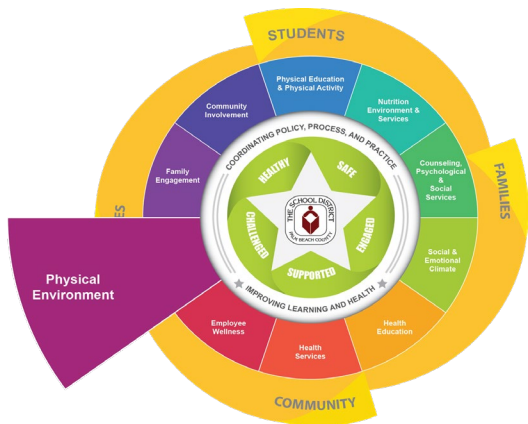 STUDENTS
Physical Education
& Physical Activity
Nutrition
Environment &
Services
Counseling,
Psychological
&
Social
Services
FAMILIES
Social &
Emotional
Climate
Health
Education
Health
Services
COMMUNITY
Employee
Wellness
Physical
Environment
Family
Engagement
Community
Involvement
COORDINATING POLICY, PROCESS, AND PRACTICE
IMPROVING LEARNING AND HEALTH
HEALTHY
SAFE
ENGAGED
SUPPORTED
CHALLENGED
THE SCHOOL DISTRICT
PALM BEACH COUNTY